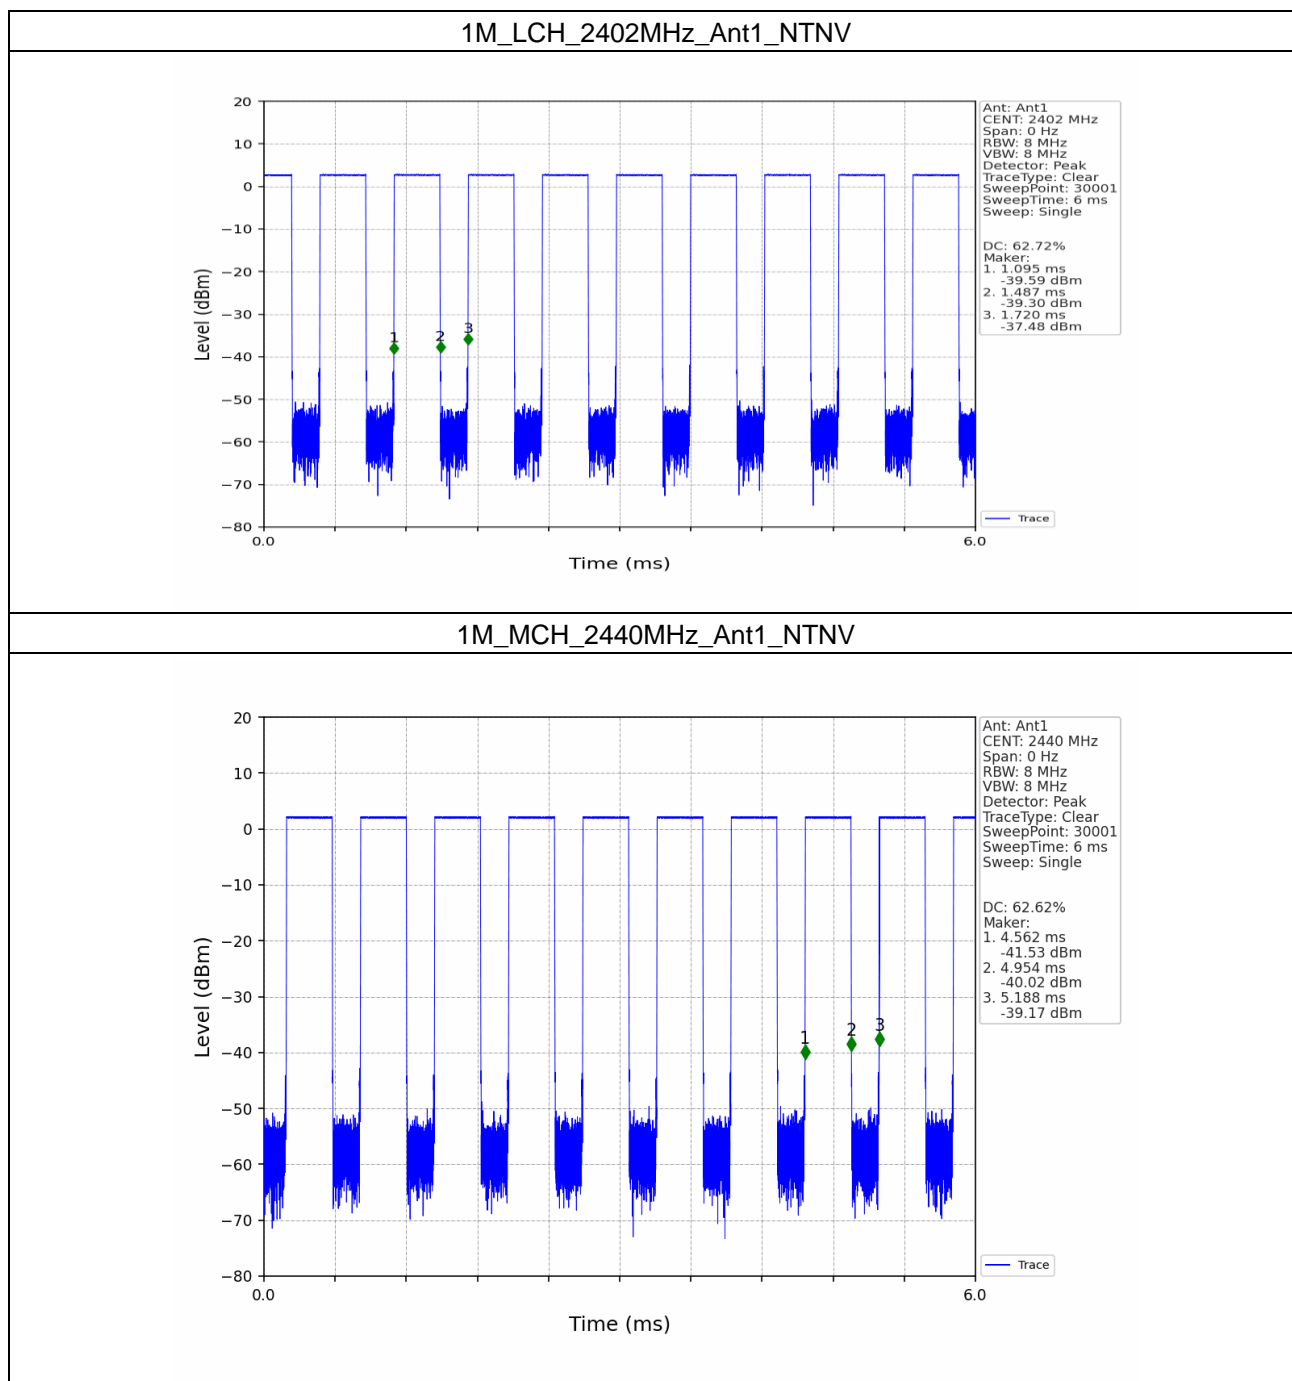 1M_LCH_2402MHz_Ant1_NTNV
20
10
0
−10
−20
−30
−40
−50
−60
−70
−80
Level (dBm)
0.0
6.0
Time (ms)
1
2
3
Ant: Ant1
CENT: 2402 MHz
Span: 0 Hz
RBW: 8 MHz
VBW: 8 MHz
Detector: Peak
TraceType: Clear
SweepPoint: 30001
SweepTime: 6 ms
Sweep: Single
DC: 62.72%
Maker:
1. 1.095 ms
-39.59 dBm
2. 1.487 ms
-39.30 dBm
3. 1.720 ms
-37.48 dBm
Trace
1M_MCH_2440MHz_Ant1_NTNV
20
10
0
−10
−20
−30
−40
−50
−60
−70
−80
Level (dBm)
0.0
6.0
Time (ms)
1
2
3
Ant: Ant1
CENT: 2440 MHz
Span: 0 Hz
RBW: 8 MHz
VBW: 8 MHz
Detector: Peak
TraceType: Clear
SweepPoint: 30001
SweepTime: 6 ms
Sweep: Single
DC: 62.62%
Maker:
1. 4.562 ms
-41.53 dBm
2. 4.954 ms
-40.02 dBm
3. 5.188 ms
-39.17 dBm
Trace